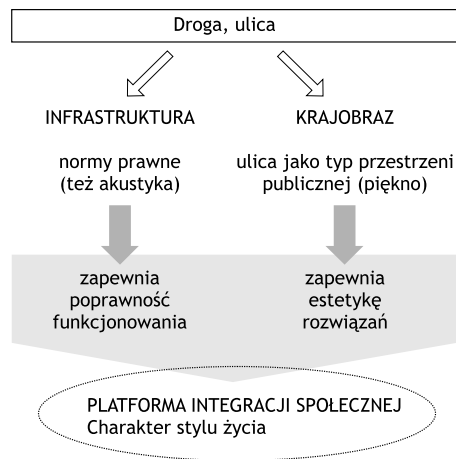 Droga, ulica
INFRASTRUKTURA
normy prawne
(też akustyka)
zapewnia
poprawność
funkcjonowania
KRAJOBRAZ
ulica jako typ przestrzeni
publicznej (piękno)
zapewnia
estetykę
rozwiązań
PLATFORMA INTEGRACJI SPOŁECZNEJ
Charakter stylu życia